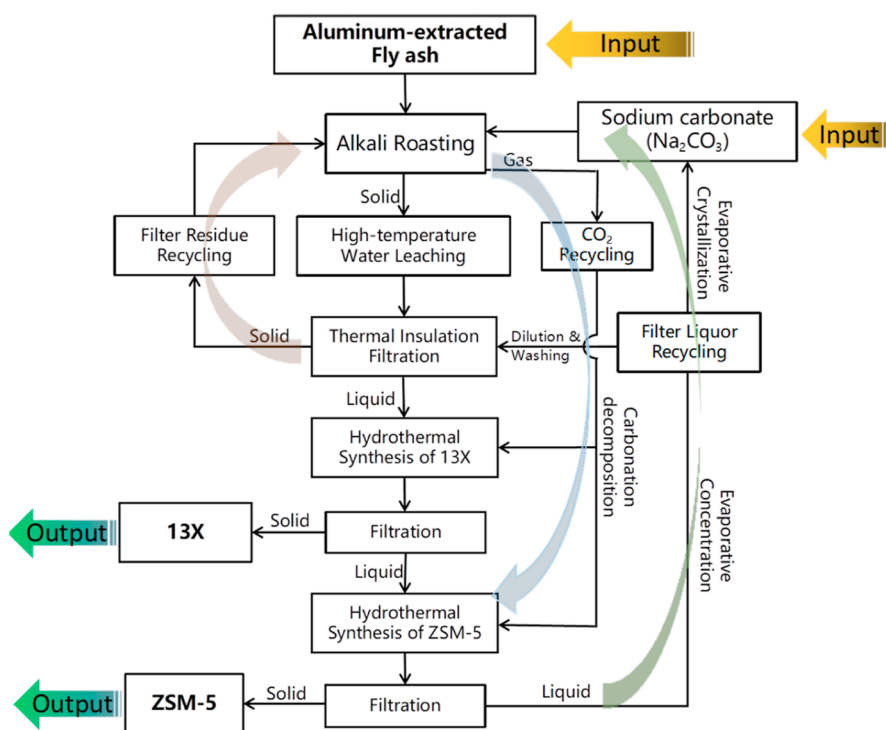 Aluminum-extracted
Fly ash
Input
Alkali Roasting
Sodium carbonate
(Na₂CO₃)
Input
Gas
Solid
Filter Residue
Recycling
High-temperature
Water Leaching
CO₂
Recycling
Evaporative
Crystallization
Solid
Thermal Insulation
Filtration
Dilution &
Washing
Filter Liquor
Recycling
Liquid
Hydrothermal
Synthesis of 13X
Carbonation
decomposition
Evaporative
Concentration
Output
13X
Solid
Filtration
Liquid
Hydrothermal
Synthesis of ZSM-5
Output
ZSM-5
Solid
Filtration
Liquid